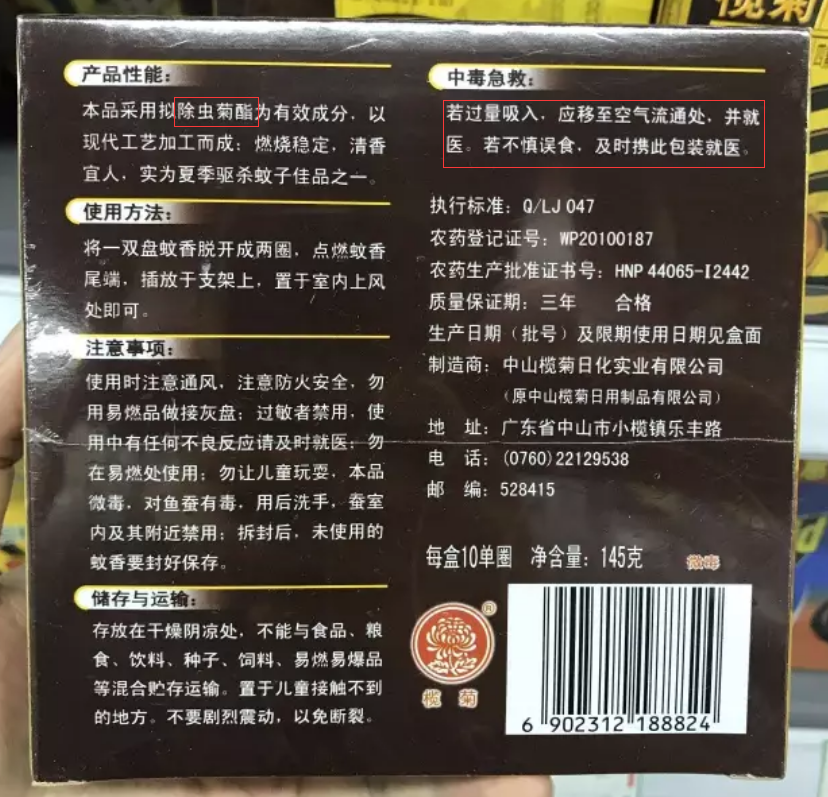 产品性能：
本品采用拟除虫菊酯为有效成分，以
现代工艺加工而成；燃烧稳定，清香
宜人，实为夏季驱杀蚊子佳品之一。
使用方法：
将一双盘蚊香脱开成两圈，点燃蚊香
尾端，插放于支架上，置于室内上风
处即可。
注意事项：
使用时注意通风，注意防火安全，勿
用易燃品做接灰盘；过敏者禁用，使
用中有任何不良反应请及时就医；勿
在易燃处使用；勿让儿童玩耍，本品
微毒，对鱼蚕有毒，用后洗手，蚕室
内及其附近禁用；拆封后，未使用的
蚊香要封好保存。
储存与运输：
存放在干燥阴凉处，不能与食品、粮
食、饮料、种子、饲料、易燃易爆品
等混合贮存运输。置于儿童接触不到
的地方。不要剧烈震动，以免断裂。
中毒急救：
若过量吸入，应移至空气流通处，并就
医。若不慎误食，及时携此包装就医。
执行标准：Q/LJ 047
农药登记证号：WP20100187
农药生产批准证书号：HNP 44065-I2442
质量保证期：三年 合格
生产日期（批号）及限期使用日期见盒面
制造商：中山榄菊日化实业有限公司
（原中山榄菊日用制品有限公司）
地 址：广东省中山市小榄镇乐丰路
电 话：(0760)22129538
邮 编：528415
每盒10单圈 净含量：145克 微毒
®
榄菊
6 902312 188824
榄菊